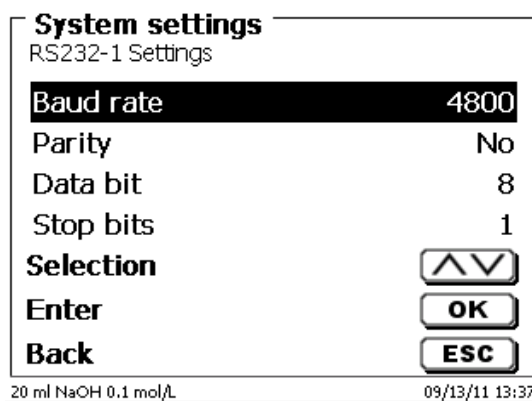 System settings
RS232-1 Settings
Baud rate 4800
Parity No
Data bit 8
Stop bits 1
Selection
Enter OK
Back ESC
20 ml NaOH 0.1 mol/L 09/13/11 13:37